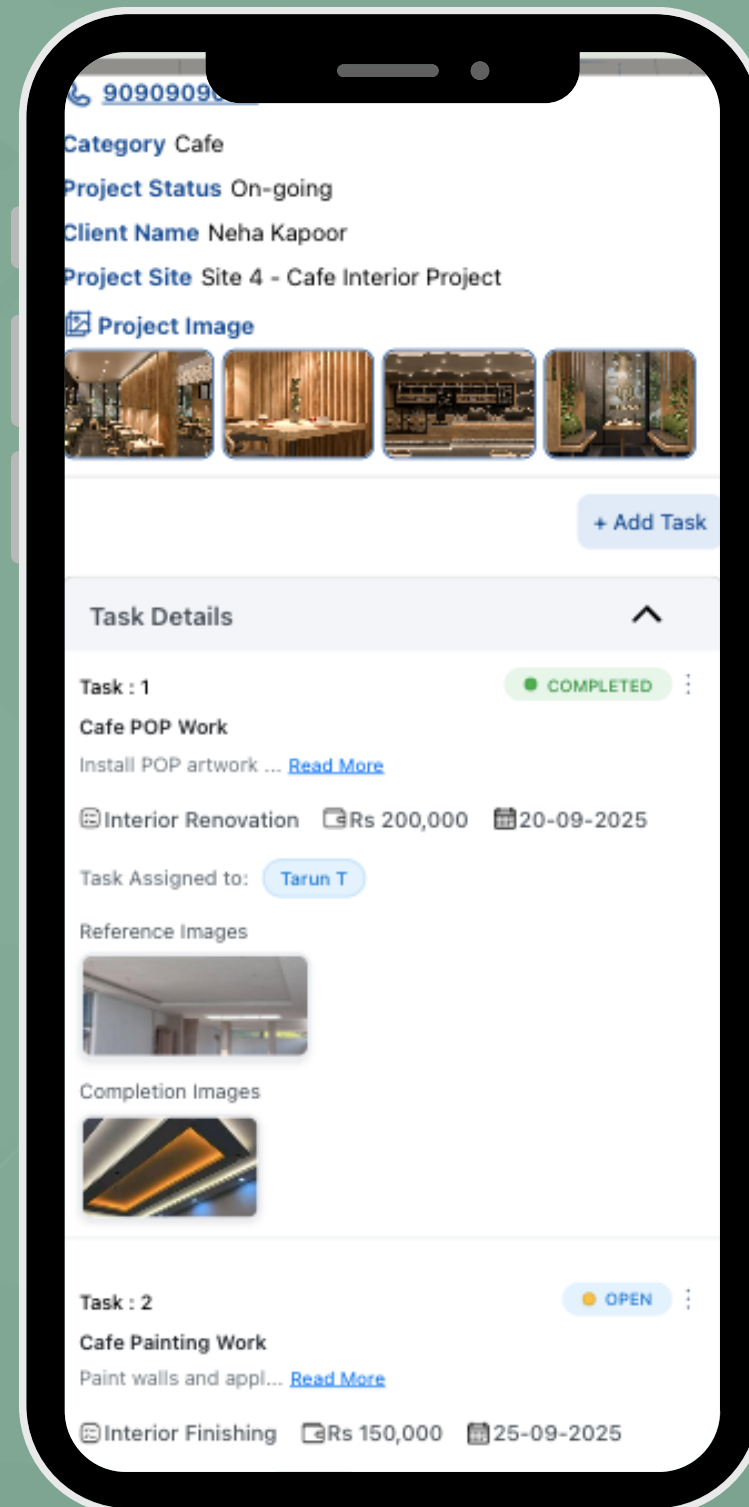 Category Cafe
Project Status On-going
Client Name Neha Kapoor
Project Site Site 4 - Cafe Interior Project
Project Image
+ Add Task
Task Details
Task : 1
COMPLETED
Cafe POP Work
Install POP artwork ... Read More
Interior Renovation Rs 200,000 20-09-2025
Task Assigned to: Tarun T
Reference Images
Completion Images
Task : 2
OPEN
Cafe Painting Work
Paint walls and appl... Read More
Interior Finishing Rs 150,000 25-09-2025